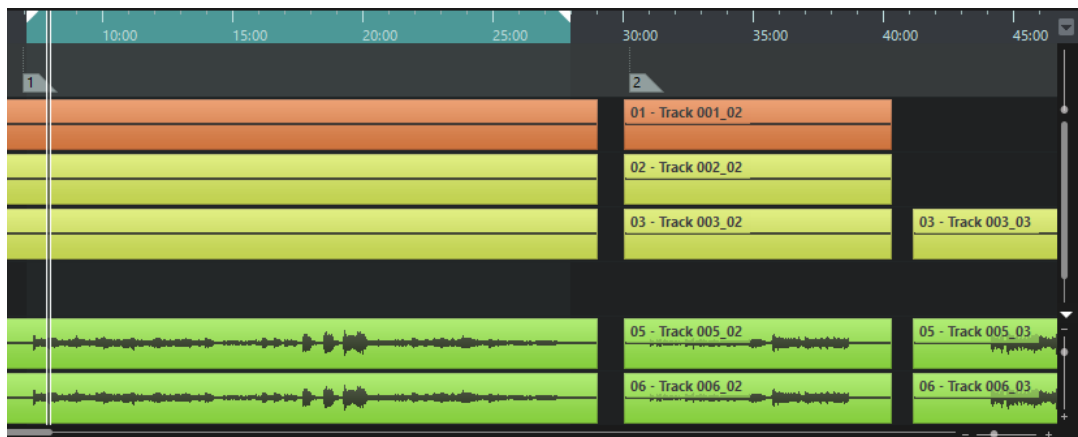 10:00 15:00 20:00 25:00 30:00 35:00 40:00 45:00
1 2
01 - Track 001_02
02 - Track 002_02
03 - Track 003_02 03 - Track 003_03
05 - Track 005_02 05 - Track 005_03
06 - Track 006_02 06 - Track 006_03